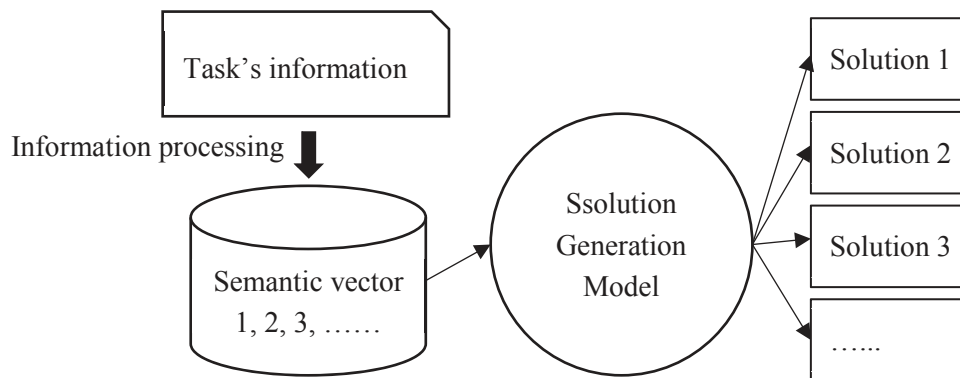 Task’s information
Information processing
Semantic vector
1, 2, 3, ……
Ssolution
Generation
Model
Solution 1
Solution 2
Solution 3
…...